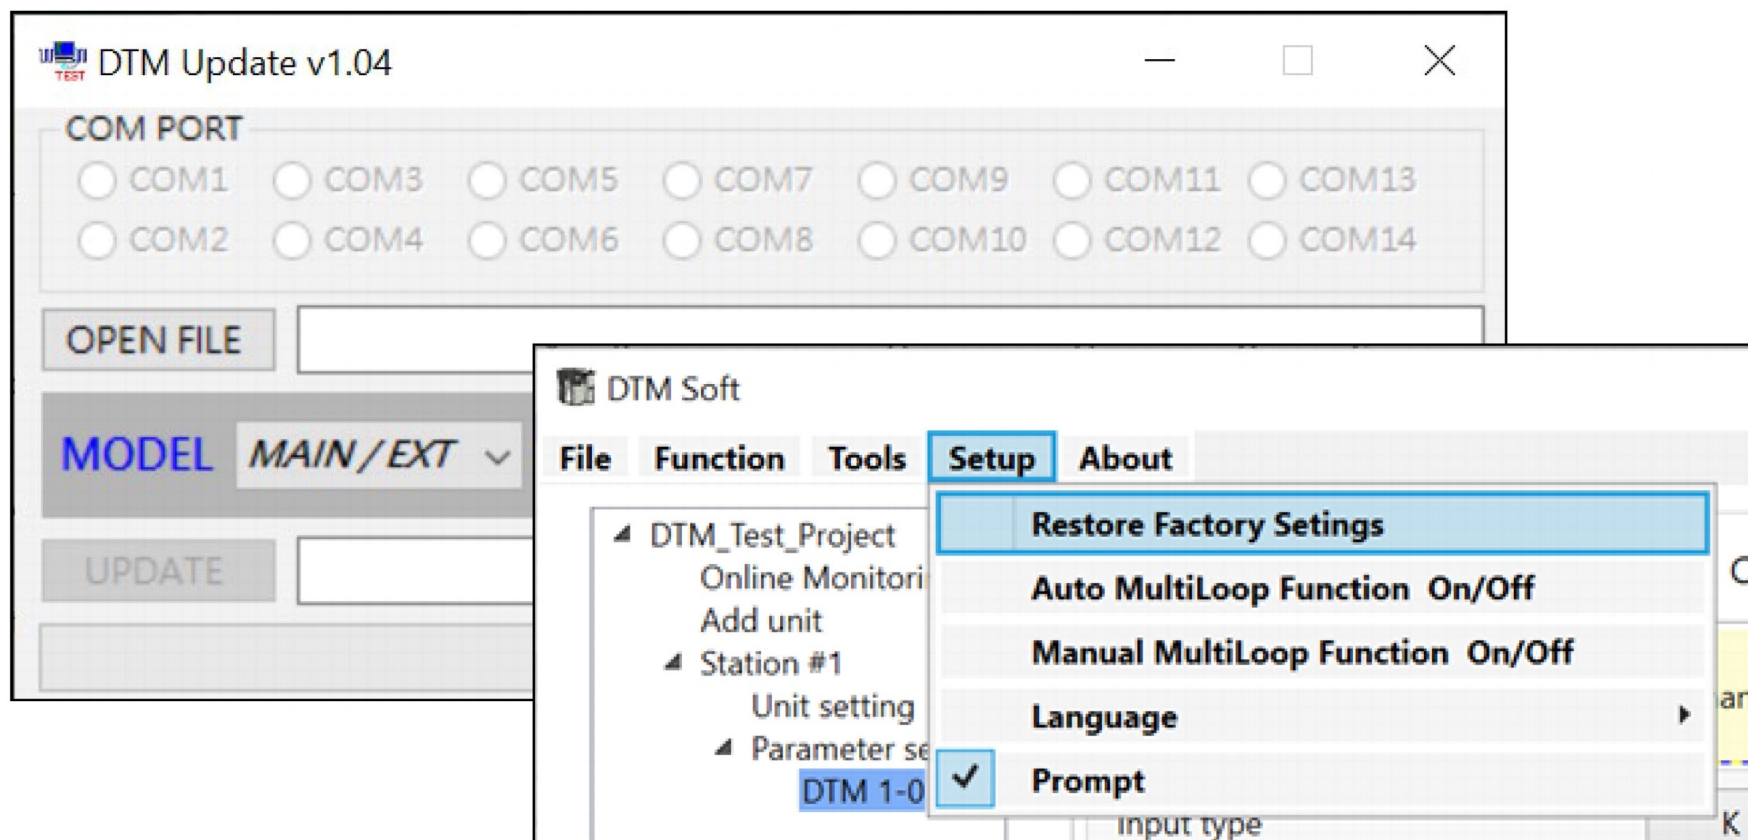 DTM Update v1.04
COM PORT
COM1 COM3 COM5 COM7 COM9 COM11 COM13
COM2 COM4 COM6 COM8 COM10 COM12 COM14
OPEN FILE
MODEL MAIN / EXT
UPDATE
DTM Soft
File Function Tools Setup About
DTM_Test_Project
Online Monitori
Add unit
Station #1
Unit setting
Parameter se
DTM 1-0
Restore Factory Setings
Auto MultiLoop Function On/Off
Manual MultiLoop Function On/Off
Language
Prompt
Input type
K